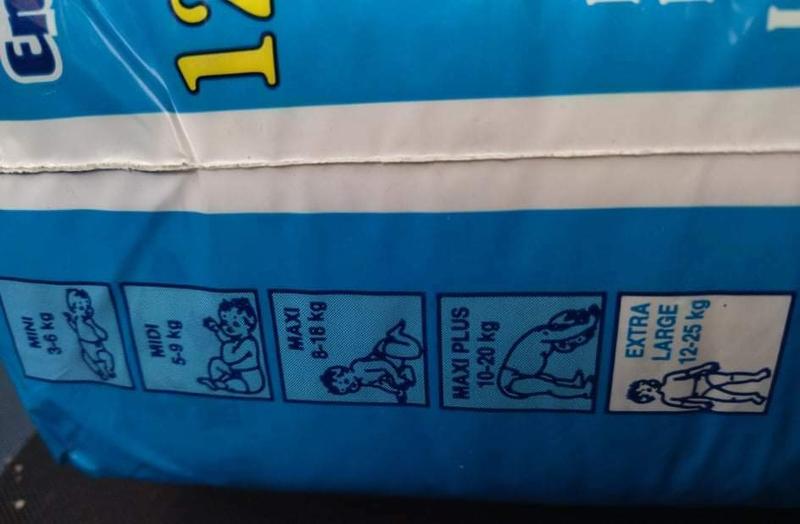 12
MINI
3-6 kg
MIDI
5-9 kg
MAXI
8-18 kg
MAXI PLUS
10-20 kg
EXTRA
LARGE
12-25 kg